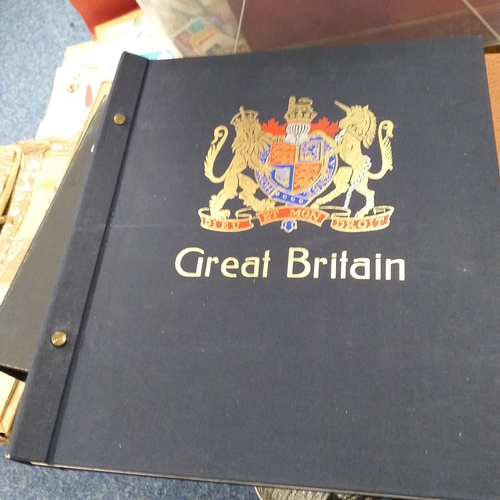 DIEU ET MON DROIT
Great Britain